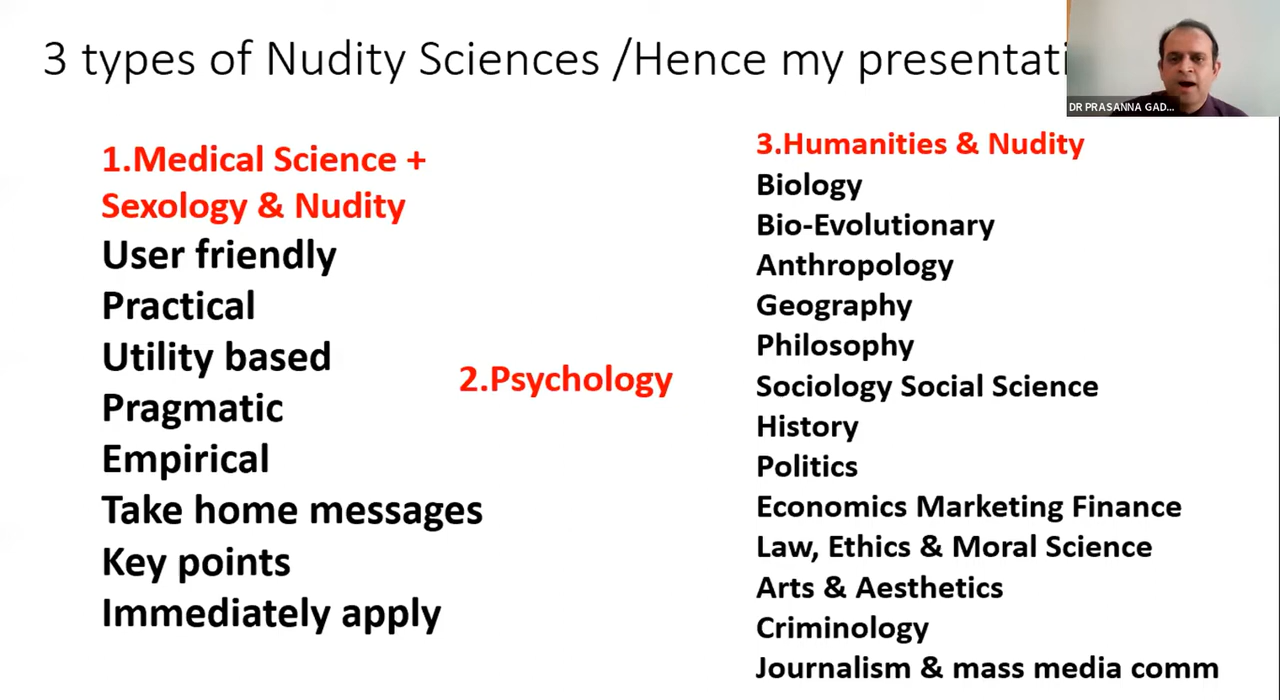 3 types of Nudity Sciences /Hence my presentati
DR PRASANNA GAD...
1.Medical Science +
Sexology & Nudity
User friendly
Practical
Utility based
Pragmatic
Empirical
Take home messages
Key points
Immediately apply
2.Psychology
3.Humanities & Nudity
Biology
Bio-Evolutionary
Anthropology
Geography
Philosophy
Sociology Social Science
History
Politics
Economics Marketing Finance
Law, Ethics & Moral Science
Arts & Aesthetics
Criminology
Journalism & mass media comm